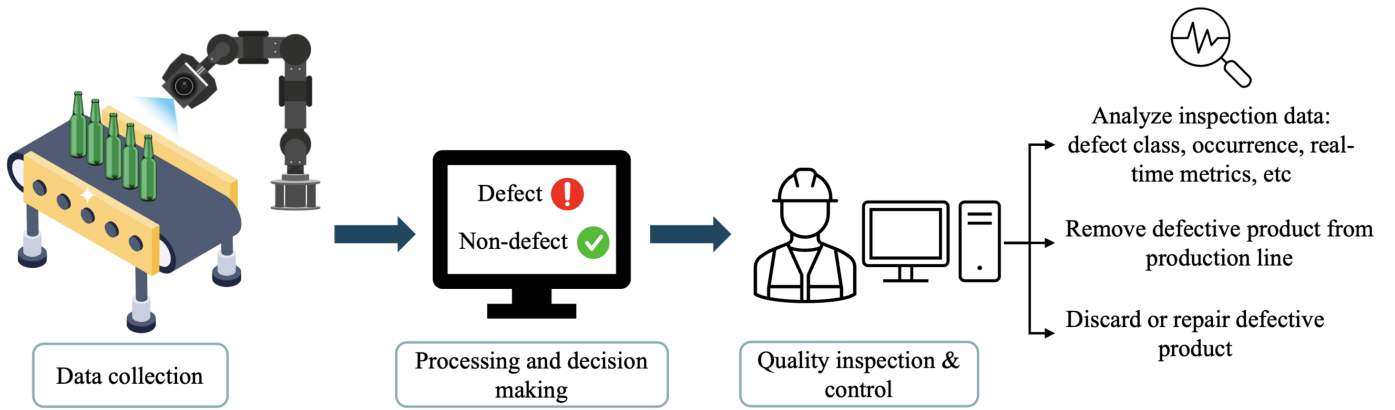 Defect
Non-defect
Data collection
Processing and decision
making
Quality inspection &
control
Analyze inspection data:
defect class, occurrence, real-
time metrics, etc
Remove defective product from
production line
Discard or repair defective
product